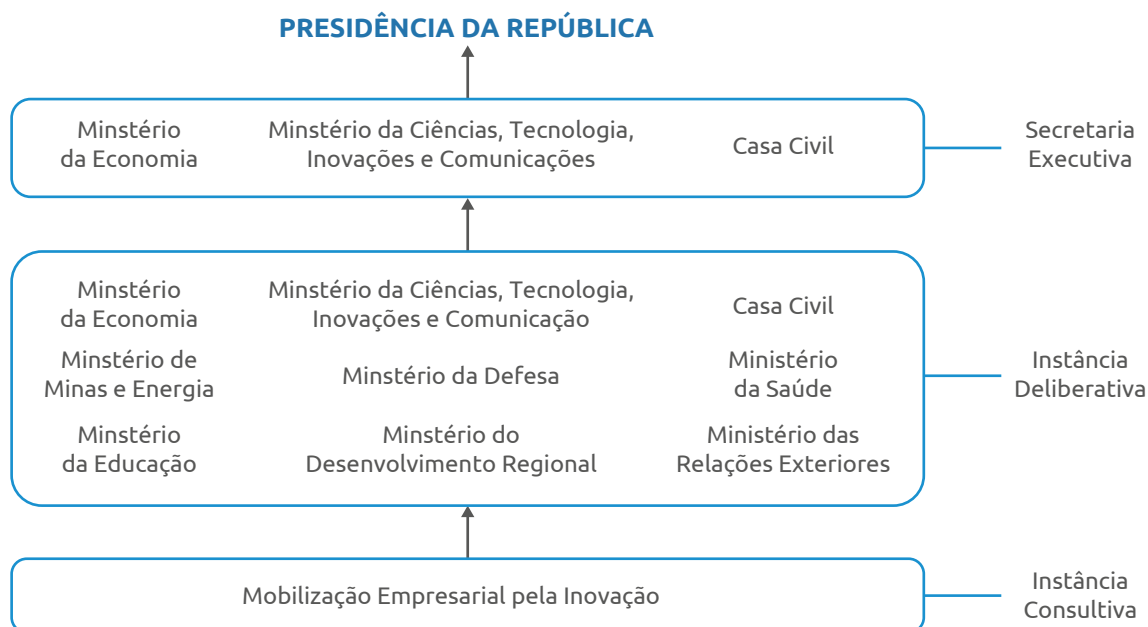 PRESIDÊNCIA DA REPÚBLICA
Minstério
da Economia
Minstério da Ciências, Tecnologia,
Inovações e Comunicações
Casa Civil
Secretaria
Executiva
Minstério
da Economia
Minstério da Ciências, Tecnologia,
Inovações e Comunicação
Casa Civil
Minstério de
Minas e Energia
Minstério da Defesa
Ministério
da Saúde
Minstério
da Educação
Minstério do
Desenvolvimento Regional
Ministério das
Relações Exteriores
Instância
Deliberativa
Mobilização Empresarial pela Inovação
Instância
Consultiva